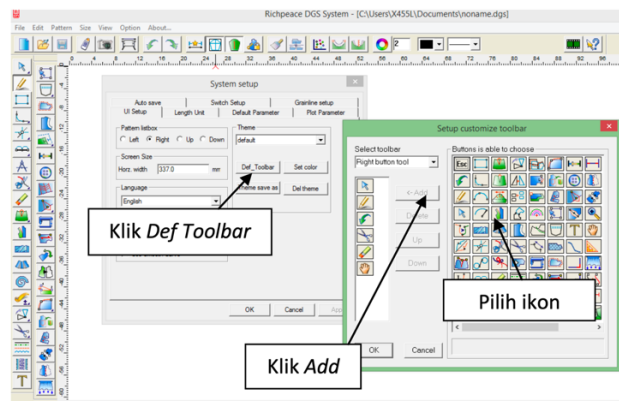 Richpeace DGS System - [C:\Users\X455L\Documents\noname.dgs]
File Edit Pattern Size View Option About...
System setup
Auto save Switch Setup Grainline setup
UI Setup Length Unit Default Parameter Plot Parameter
Pattern listbox
Left Right Up Down
Theme
default
Screen Size
Horz. width 337.0 mm
Def_Toolbar Set color
Language
English
Theme save as Del theme
OK Cancel
Setup customize toolbar
Select toolbar
Flight button tool
Buttons is able to choose
Esc
<-Add
Delete
Up
Down
OK Cancel
Klik Def Toolbar
Pilih ikon
Klik Add